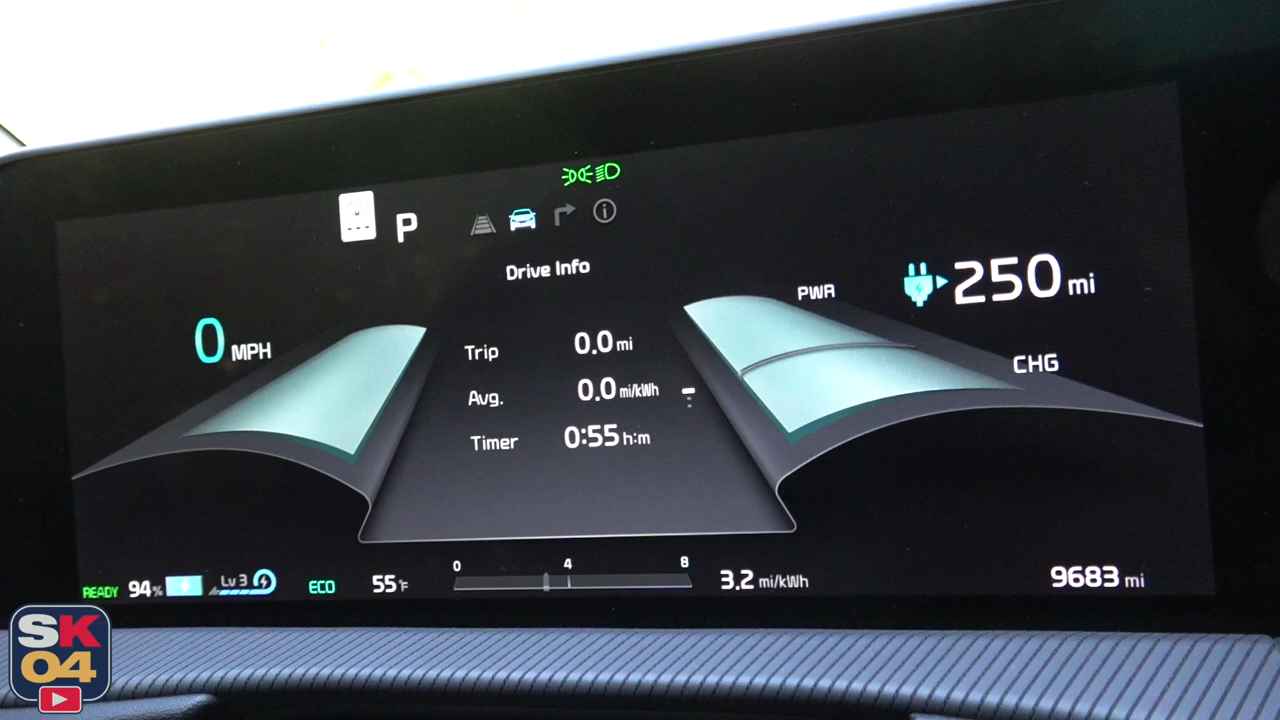 P
Drive Info
0 MPH
PWR
250 mi
CHG
Trip 0.0 mi
Avg. 0.0 mi/kWh
Timer 0:55 h:m
0 4 8
READY 94% Lv 3 ECO 55°F 3.2 mi/kWh 9683 mi
SK
04